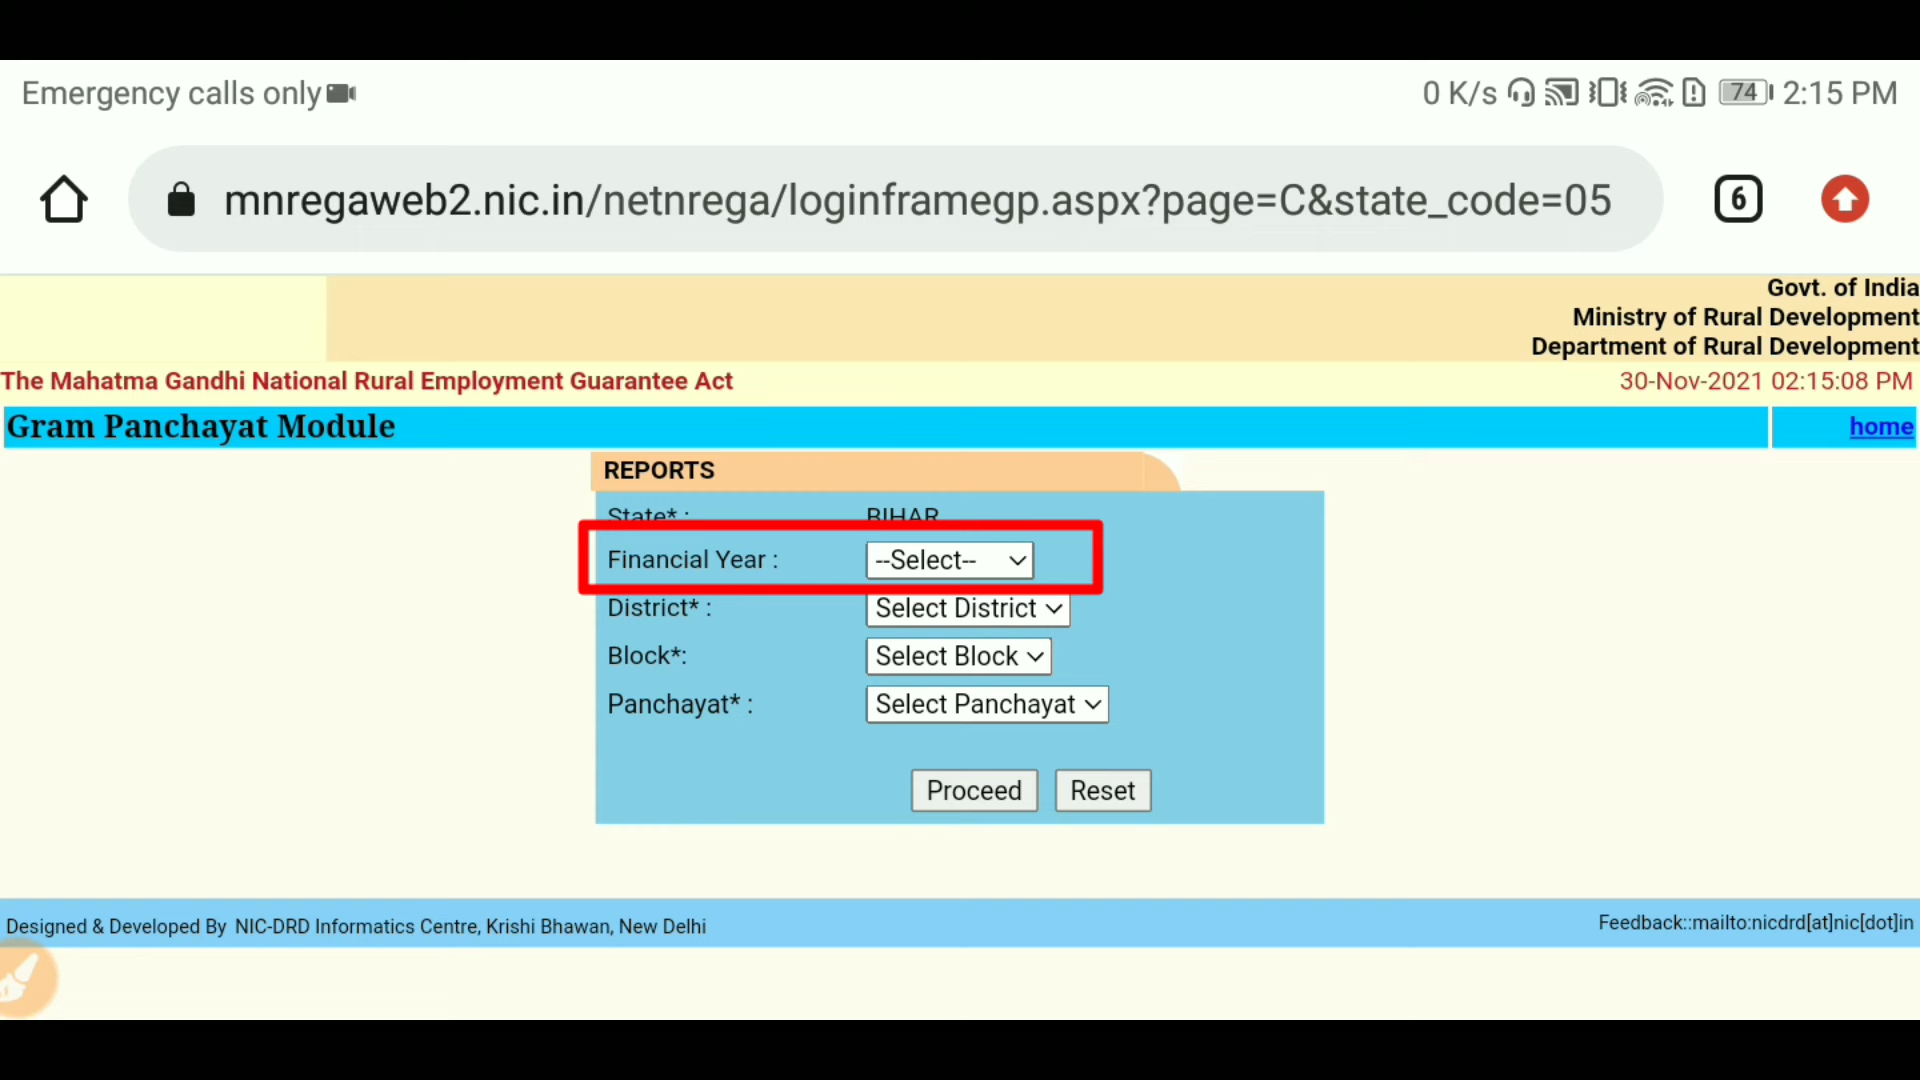 Emergency calls only
0 K/s 74 2:15 PM
mnregaweb2.nic.in/netnrega/loginframegp.aspx?page=C&state_code=05
6
Govt. of India
Ministry of Rural Development
Department of Rural Development
The Mahatma Gandhi National Rural Employment Guarantee Act
30-Nov-2021 02:15:08 PM
Gram Panchayat Module
home
REPORTS
State* : BIHAR
Financial Year : --Select--
District* : Select District
Block*: Select Block
Panchayat* : Select Panchayat
Proceed Reset
Designed & Developed By NIC-DRD Informatics Centre, Krishi Bhawan, New Delhi
Feedback::mailto:nicdrd[at]nic[dot]in